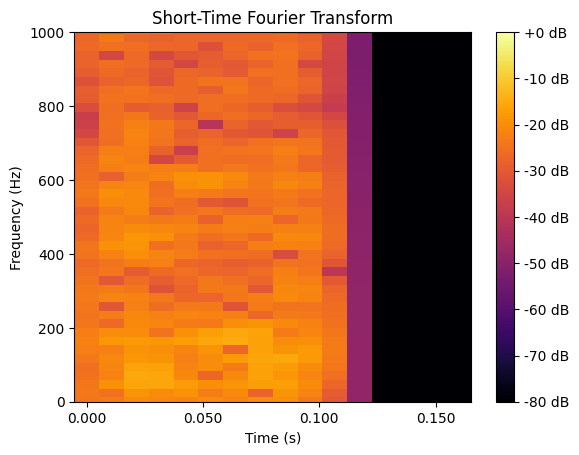 Short-Time Fourier Transform
Frequency (Hz)
1000
800
600
400
200
0
0.000
0.050
0.100
0.150
Time (s)
+0 dB
-10 dB
-20 dB
-30 dB
-40 dB
-50 dB
-60 dB
-70 dB
-80 dB